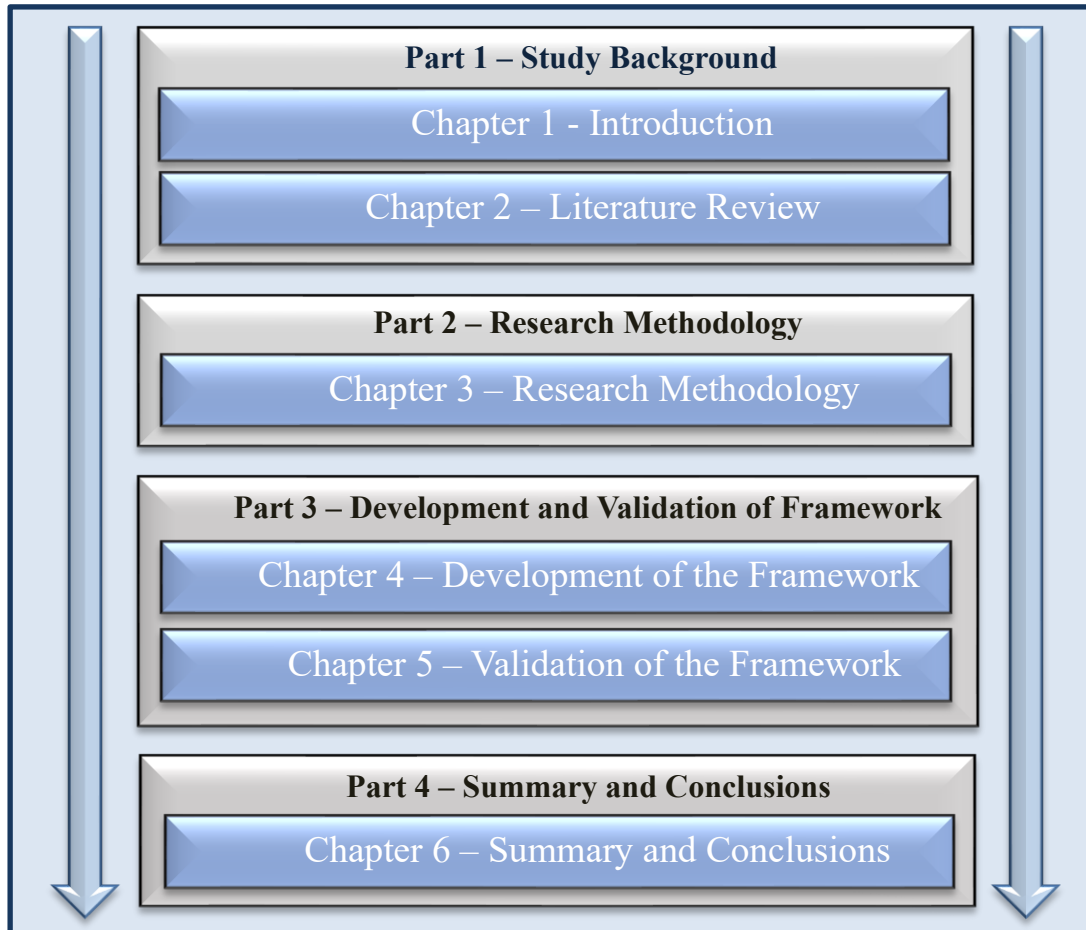 Part 1 – Study Background
Chapter 1 - Introduction
Chapter 2 – Literature Review
Part 2 – Research Methodology
Chapter 3 – Research Methodology
Part 3 – Development and Validation of Framework
Chapter 4 – Development of the Framework
Chapter 5 – Validation of the Framework
Part 4 – Summary and Conclusions
Chapter 6 – Summary and Conclusions